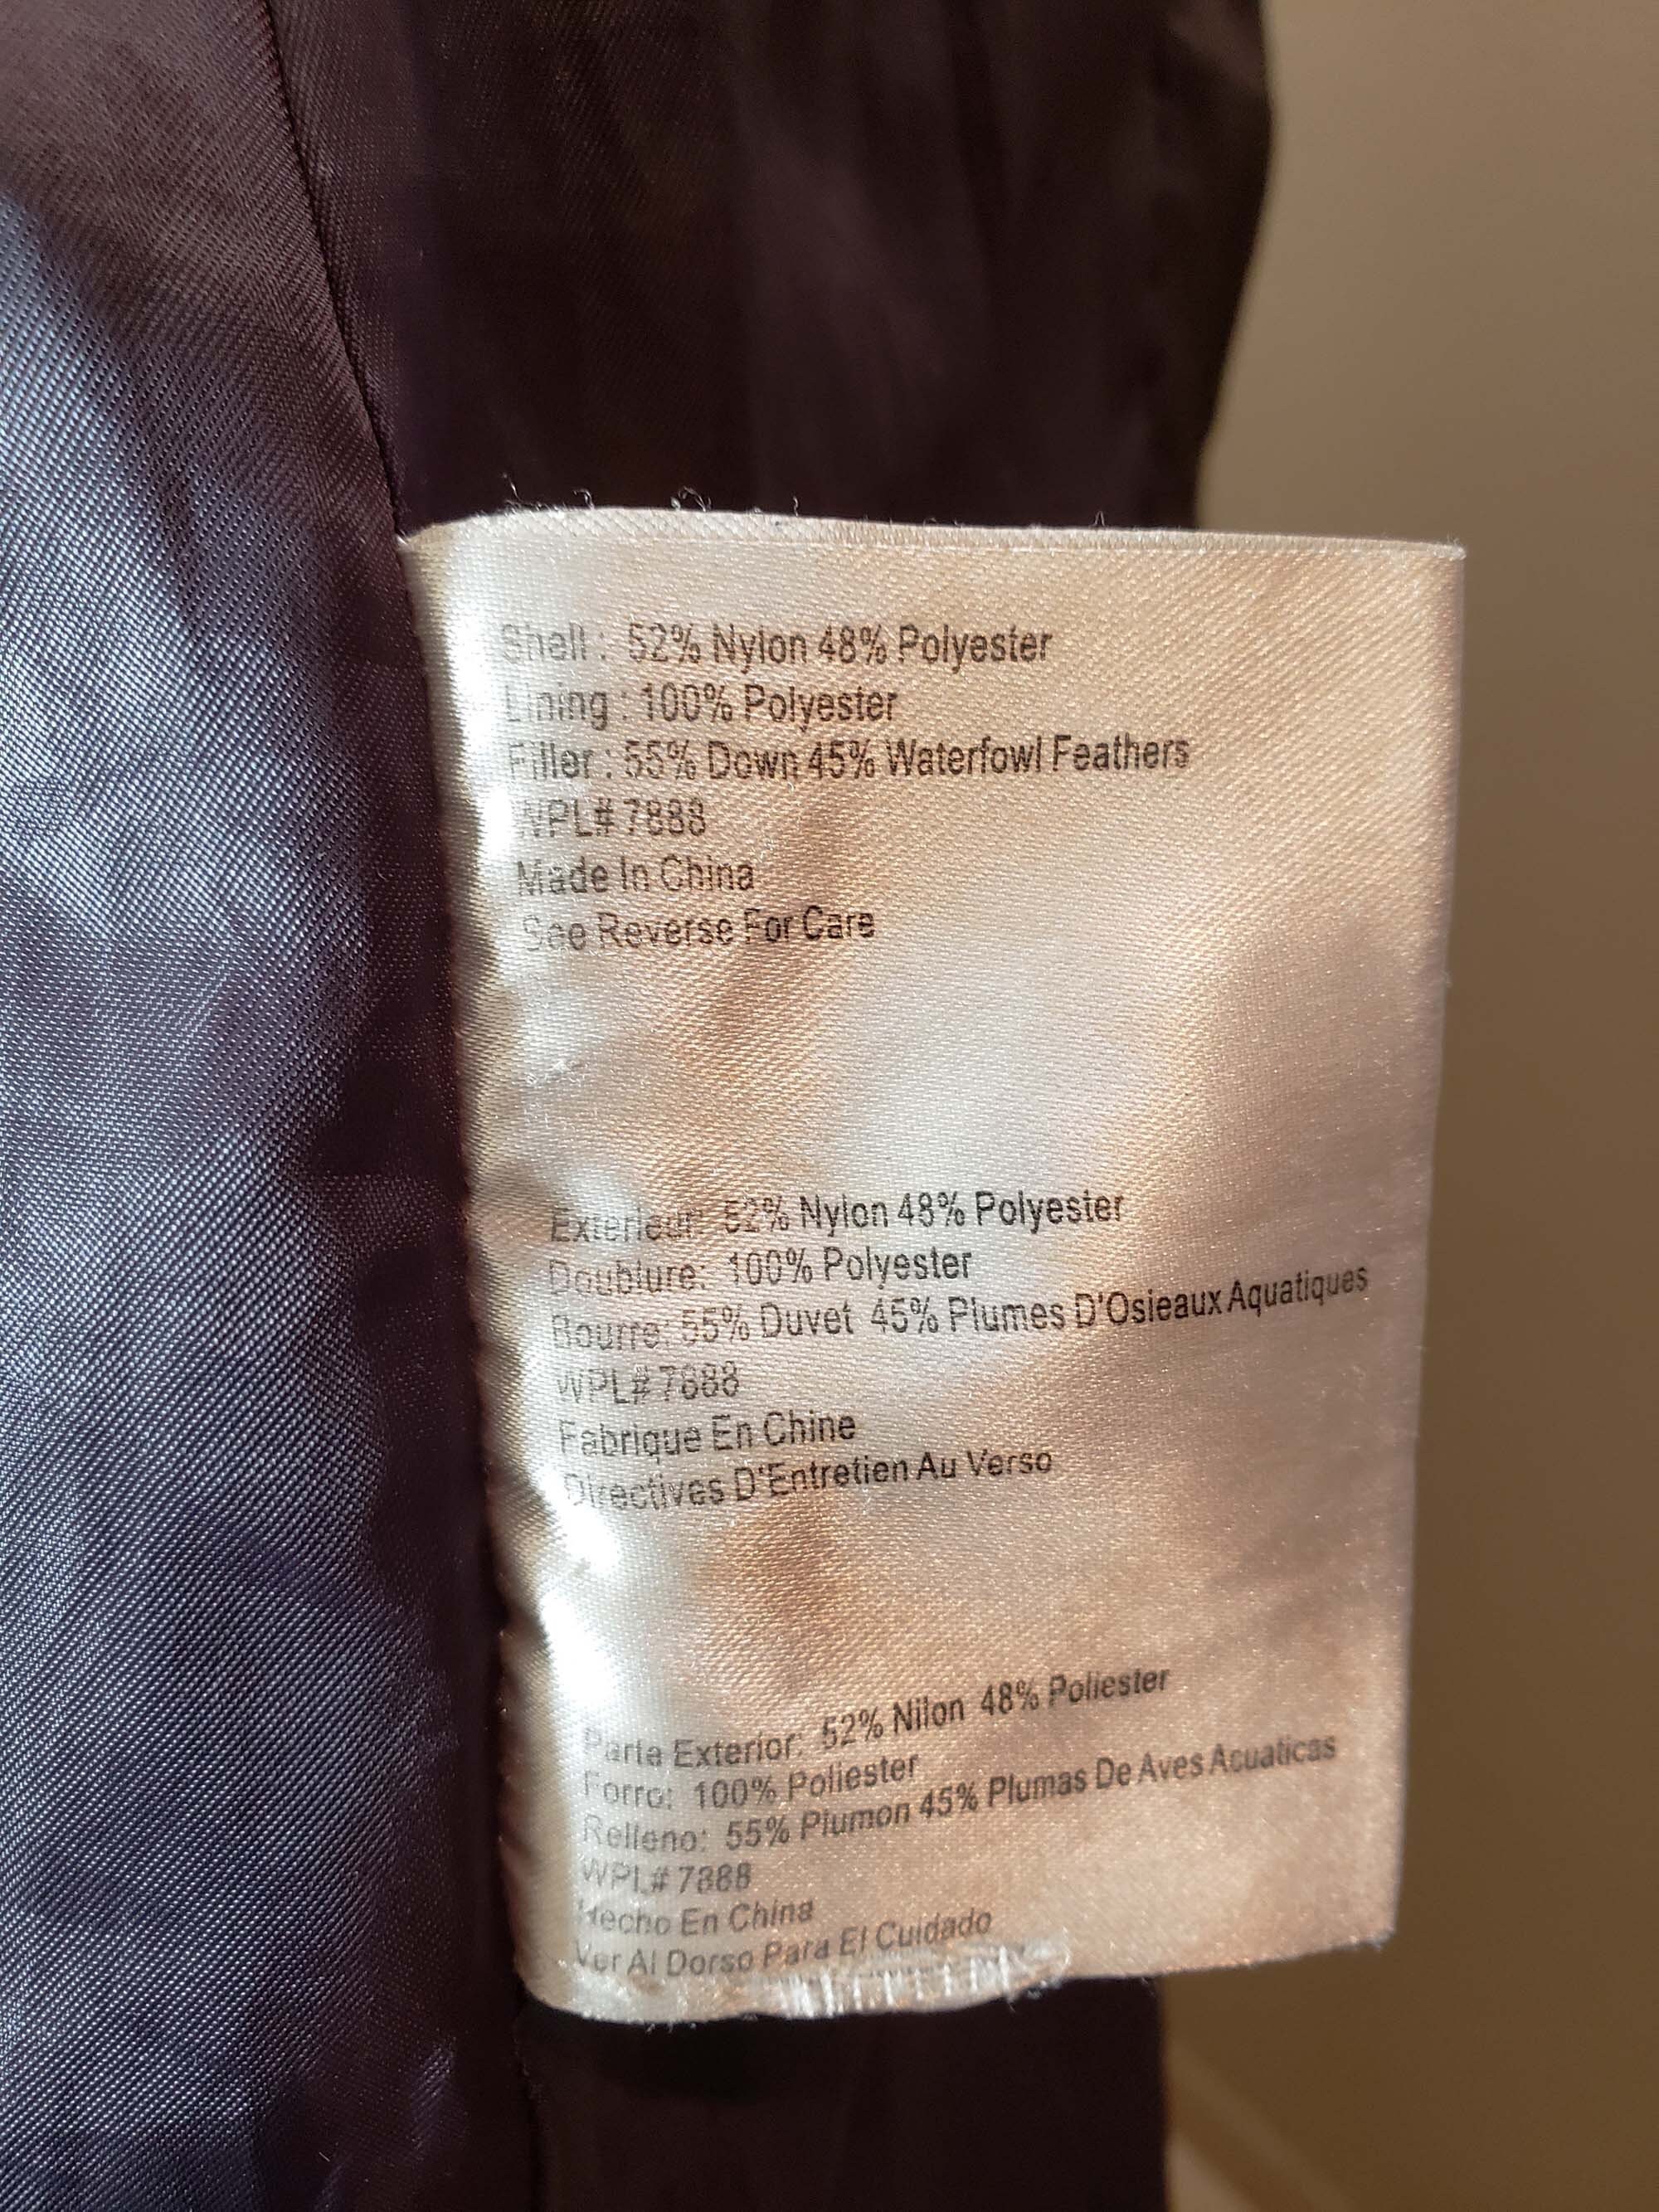 Shell : 52% Nylon 48% Polyester
Lining : 100% Polyester
Filler : 55% Down 45% Waterfowl Feathers
WPL# 7888
Made In China
See Reverse For Care
Exterieur: 52% Nylon 48% Polyester
Doublure: 100% Polyester
Bourre: 55% Duvet 45% Plumes D'Osieaux Aquatiques
WPL# 7888
Fabrique En Chine
Directives D'Entretien Au Verso
Parte Exterior: 52% Nilon 48% Poliester
Forro: 100% Poliester
Relleno: 55% Plumon 45% Plumas De Aves Acuaticas
WPL# 7888
Hecho En China
Ver Al Dorso Para El Cuidado